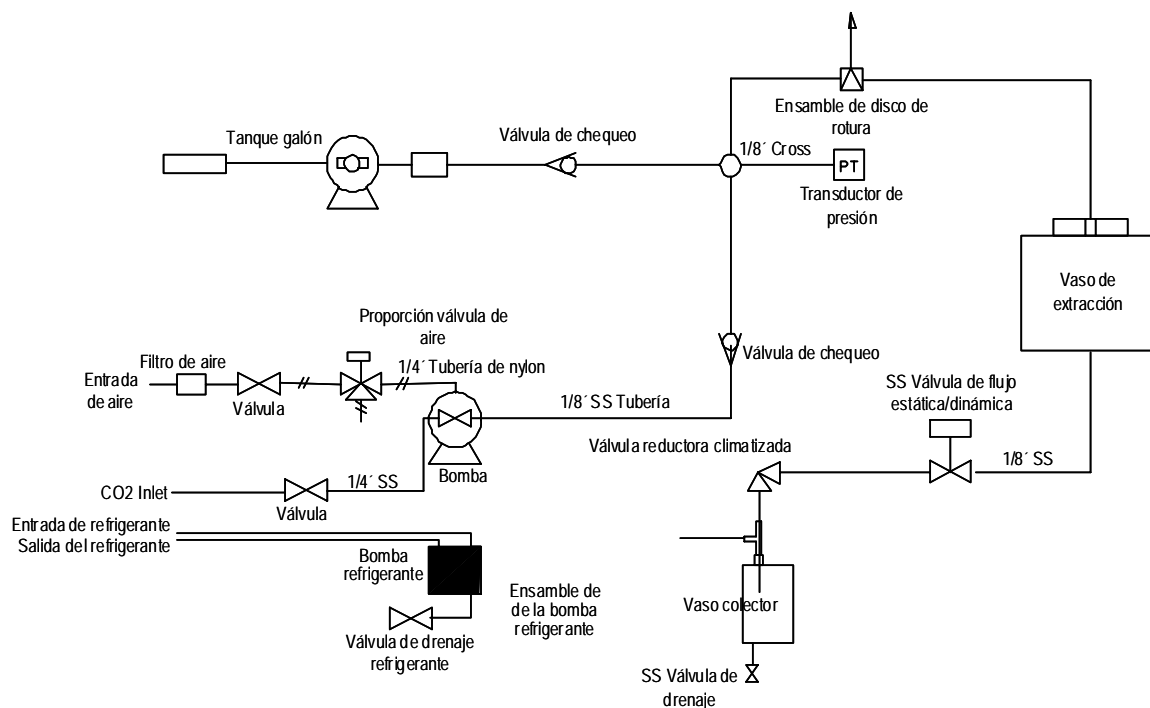 Ensamble de disco de
rotura
Tanque galón
Válvula de chequeo
1/8´ Cross
PT
Transductor de
presión
Vaso de
extracción
Proporción válvula de
aire
Filtro de aire
1/4´ Tubería de nylon
Entrada
de aire
Válvula
Válvula de chequeo
SS Válvula de flujo
estática/dinámica
1/8´ SS Tubería
Válvula reductora climatizada
1/8´ SS
Bomba
1/4´ SS
CO2 Inlet
Válvula
Entrada de refrigerante
Salida del refrigerante
Bomba
refrigerante
Ensamble de
de la bomba
refrigerante
Vaso colector
Válvula de drenaje
refrigerante
SS Válvula de
drenaje